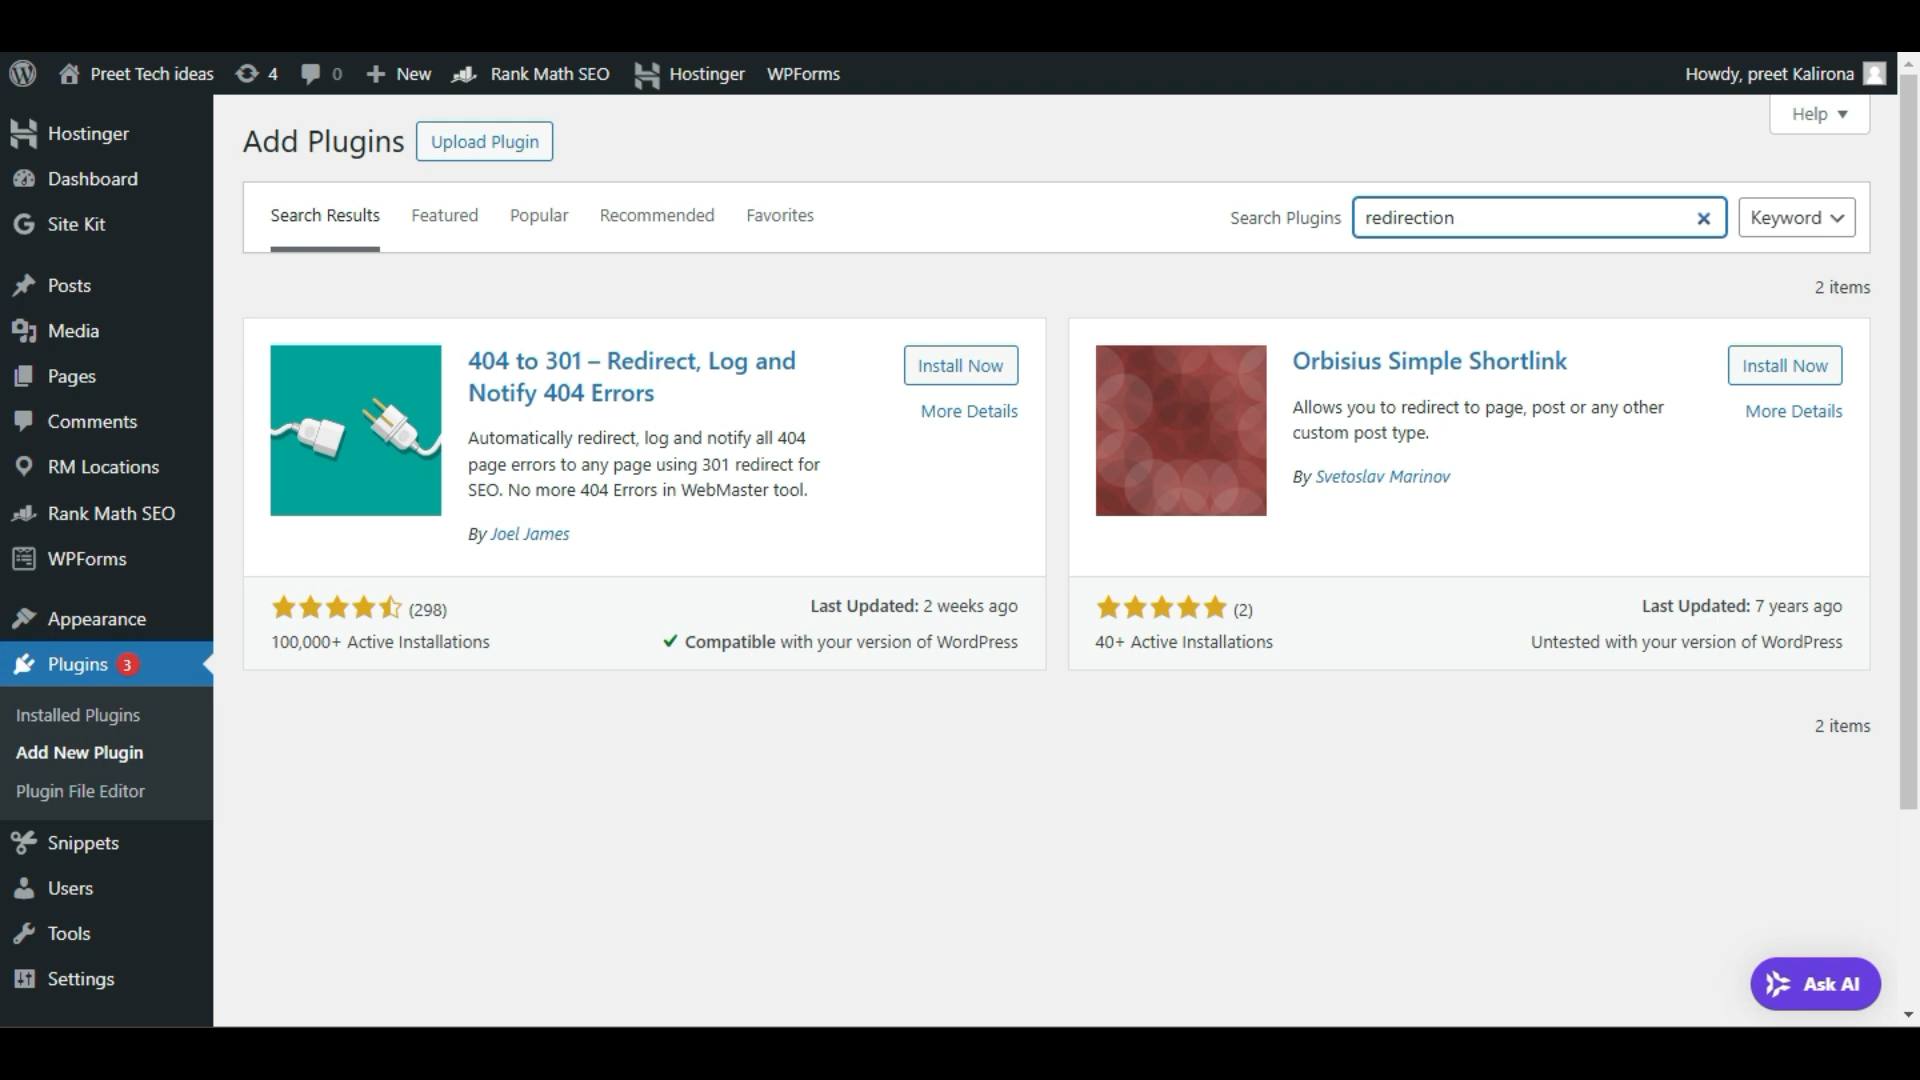 Preet Tech ideas 4 0 New Rank Math SEO Hostinger WPForms Howdy, preet Kalirona
Hostinger
Dashboard
Site Kit
Posts
Media
Pages
Comments
RM Locations
Rank Math SEO
WPForms
Appearance
Plugins 3
Installed Plugins
Add New Plugin
Plugin File Editor
Snippets
Users
Tools
Settings
Help
Add Plugins Upload Plugin
Search Results Featured Popular Recommended Favorites Search Plugins redirection Keyword
2 items
404 to 301 – Redirect, Log and
Notify 404 Errors
Install Now
More Details
Automatically redirect, log and notify all 404
page errors to any page using 301 redirect for
SEO. No more 404 Errors in WebMaster tool.
By Joel James
(298)
Last Updated: 2 weeks ago
100,000+ Active Installations
Compatible with your version of WordPress
Orbisius Simple Shortlink
Install Now
More Details
Allows you to redirect to page, post or any other
custom post type.
By Svetoslav Marinov
(2)
Last Updated: 7 years ago
40+ Active Installations
Untested with your version of WordPress
2 items
Ask AI